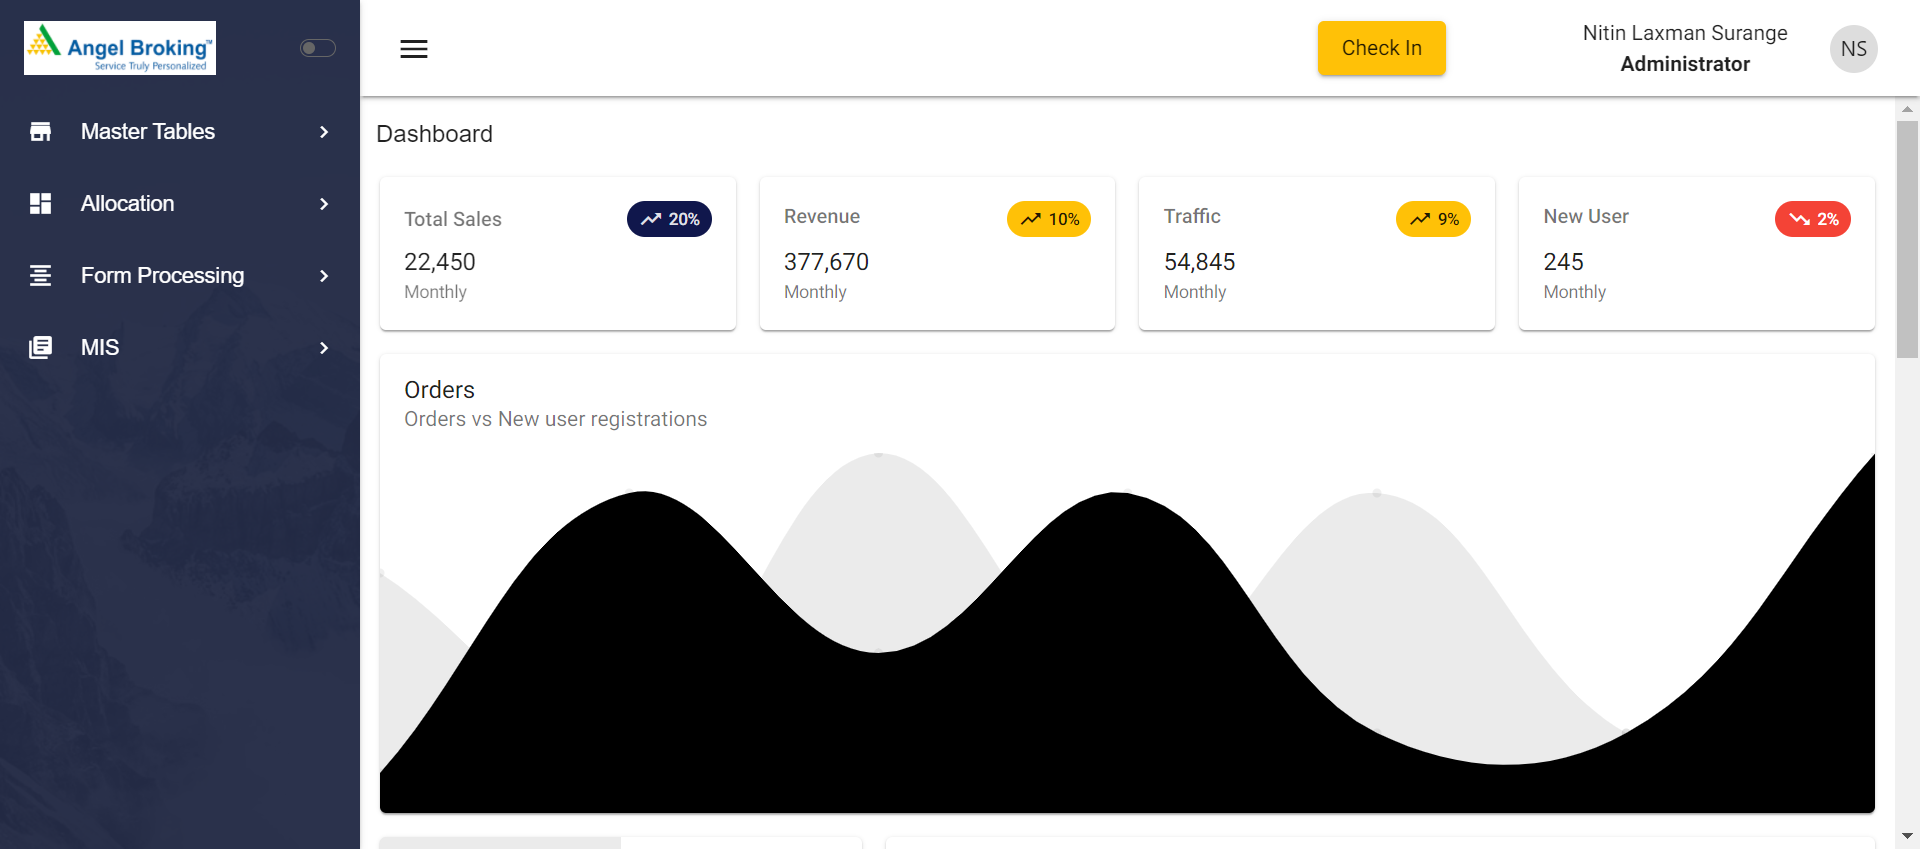 Angel Broking™
Service Truly Personalized
Master Tables
Allocation
Form Processing
MIS
Check In
Nitin Laxman Surange
Administrator
NS
Dashboard
Total Sales
20%
22,450
Monthly
Revenue
10%
377,670
Monthly
Traffic
9%
54,845
Monthly
New User
2%
245
Monthly
Orders
Orders vs New user registrations